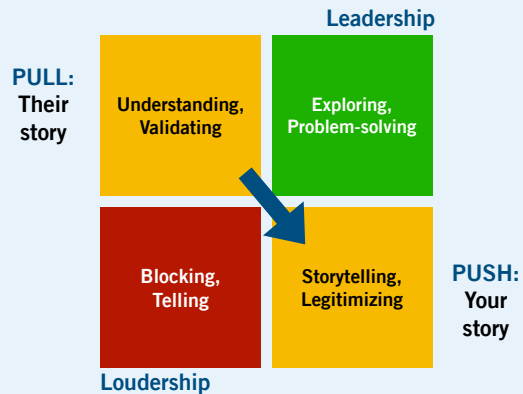 Leadership
PULL:
Their
story
Understanding,
Validating
Exploring,
Problem-solving
Blocking,
Telling
Storytelling,
Legitimizing
PUSH:
Your
story
Loudership